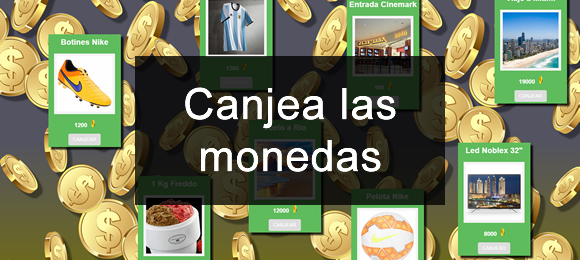 Entrada Cinemark
Botines Nike
19000
CANJEAR
1200
CANJEAR
Canjea las
monedas
Led Noblex 32"
1 Kg Freddo
Pelota Nike
12000
CANJEAR
8000
CANJEAR